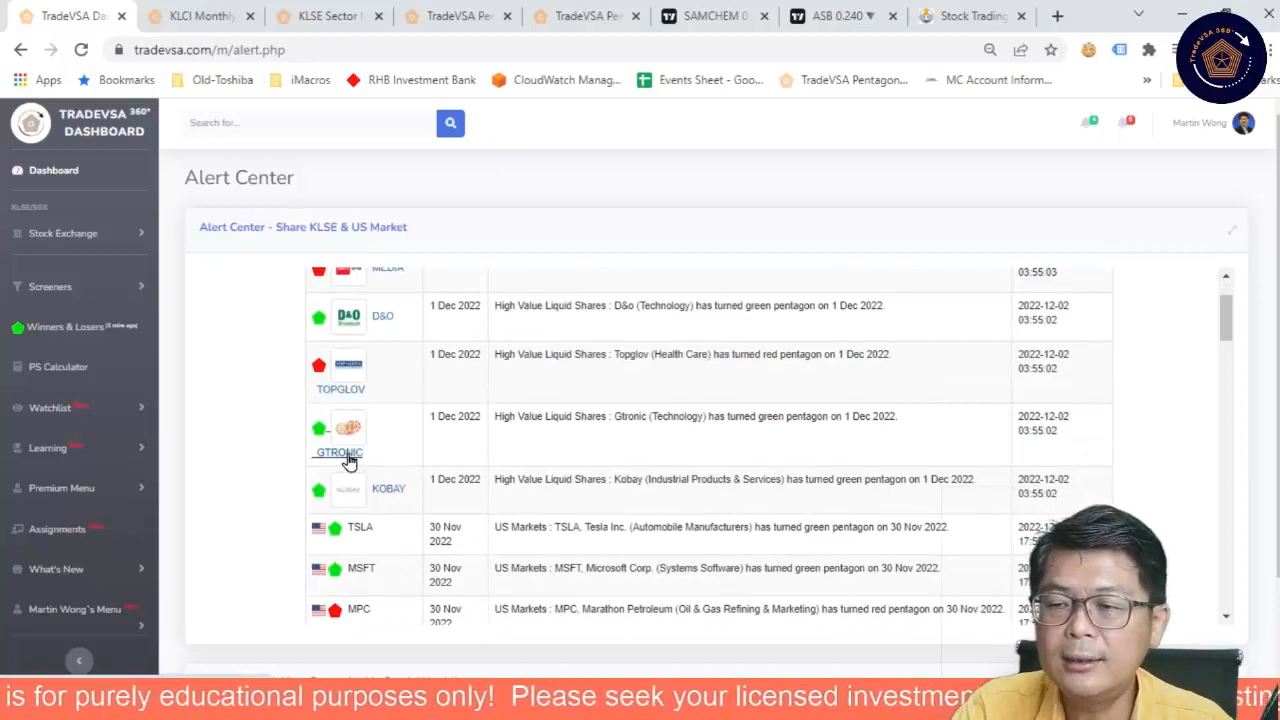 TradeVSA Da
KLCI Monthly
KLSE Sector I
TradeVSA Pe
TradeVSA Pe
SAMCHEM 0.
ASB 0.240 ▼
Stock Trading
tradevsa.com/m/alert.php
Apps
Bookmarks
Old-Toshiba
iMacros
RHB Investment Bank
CloudWatch Manag...
Events Sheet - Goo...
TradeVSA Pentagon...
MC Account Inform...
TRADEVSA 360°
DASHBOARD
Search for...
Martin Wong
Dashboard
KLSE/SGX
Stock Exchange
Screeners
Winners & Losers
PS Calculator
Watchlist
Learning
Premium Menu
Assignments
What's New
Martin Wong`s Menu
Alert Center
Alert Center - Share KLSE & US Market
MEDIA
03:55:03
D&O
D&O
1 Dec 2022
High Value Liquid Shares : D&o (Technology) has turned green pentagon on 1 Dec 2022.
2022-12-02
03:55:02
TOPGLOV
1 Dec 2022
High Value Liquid Shares : Topglov (Health Care) has turned red pentagon on 1 Dec 2022.
2022-12-02
03:55:02
GTRONIC
1 Dec 2022
High Value Liquid Shares : Gtronic (Technology) has turned green pentagon on 1 Dec 2022.
2022-12-02
03:55:02
KOBAY
1 Dec 2022
High Value Liquid Shares : Kobay (Industrial Products & Services) has turned green pentagon on 1 Dec 2022.
2022-12-02
03:55:02
TSLA
30 Nov
2022
US Markets : TSLA, Tesla Inc. (Automobile Manufacturers) has turned green pentagon on 30 Nov 2022.
MSFT
30 Nov
2022
US Markets : MSFT, Microsoft Corp. (Systems Software) has turned green pentagon on 30 Nov 2022.
MPC
30 Nov
2022
US Markets : MPC, Marathon Petroleum (Oil & Gas Refining & Marketing) has turned red pentagon on 30 Nov 2022.
is for purely educational purposes only! Please seek your licensed